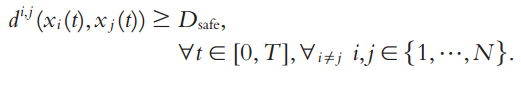 d^{i,j}(x_i(t), x_j(t)) ≥ D_safe,
∀t ∈ [0, T], ∀_{i≠j} i,j ∈ {1, ⋯, N}.